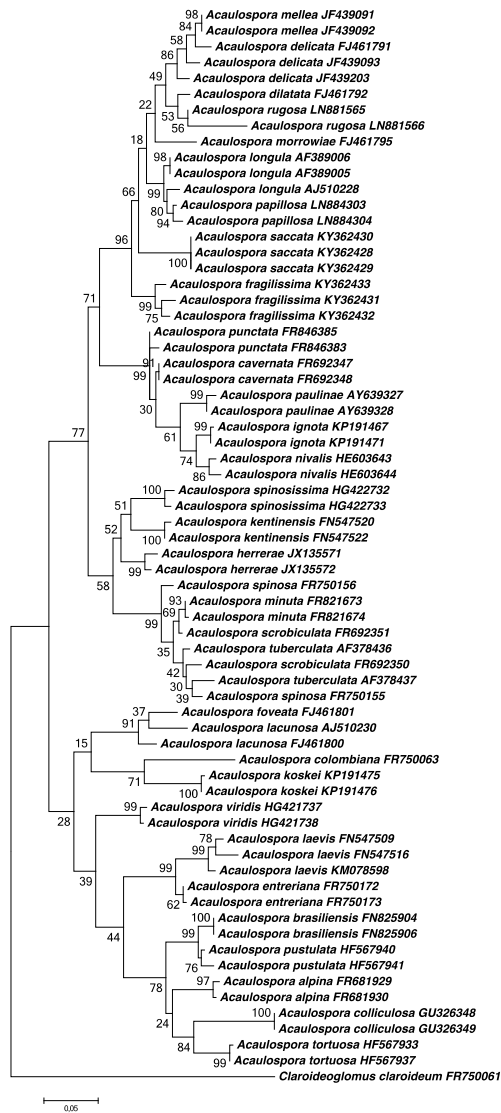 98 Acaulospora mellea JF439091
84 Acaulospora mellea JF439092
58 Acaulospora delicata FJ461791
86 Acaulospora delicata JF439093
49 Acaulospora delicata JF439203
Acaulospora dilatata FJ461792
22 53 Acaulospora rugosa LN881565
56 Acaulospora rugosa LN881566
18 Acaulospora morrowiae FJ461795
98 Acaulospora longula AF389006
Acaulospora longula AF389005
66 99 Acaulospora longula AJ510228
80 Acaulospora papillosa LN884303
94 Acaulospora papillosa LN884304
Acaulospora saccata KY362430
96 Acaulospora saccata KY362428
100 Acaulospora saccata KY362429
Acaulospora fragilissima KY362433
71 99 Acaulospora fragilissima KY362431
75 Acaulospora fragilissima KY362432
Acaulospora punctata FR846385
Acaulospora punctata FR846383
91 Acaulospora cavernata FR692347
99 Acaulospora cavernata FR692348
99 Acaulospora paulinae AY639327
30 Acaulospora paulinae AY639328
77 61 99 Acaulospora ignota KP191467
Acaulospora ignota KP191471
74 Acaulospora nivalis HE603643
86 Acaulospora nivalis HE603644
100 Acaulospora spinosissima HG422732
51 Acaulospora spinosissima HG422733
52 Acaulospora kentinensis FN547520
100 Acaulospora kentinensis FN547522
Acaulospora herrerae JX135571
99 Acaulospora herrerae JX135572
58 Acaulospora spinosa FR750156
93 Acaulospora minuta FR821673
69 Acaulospora minuta FR821674
99 Acaulospora scrobiculata FR692351
35 Acaulospora tuberculata AF378436
42 Acaulospora scrobiculata FR692350
30 Acaulospora tuberculata AF378437
39 Acaulospora spinosa FR750155
37 Acaulospora foveata FJ461801
91 Acaulospora lacunosa AJ510230
15 Acaulospora lacunosa FJ461800
Acaulospora colombiana FR750063
71 Acaulospora koskei KP191475
100 Acaulospora koskei KP191476
99 Acaulospora viridis HG421737
28 Acaulospora viridis HG421738
78 Acaulospora laevis FN547509
99 Acaulospora laevis FN547516
39 99 Acaulospora laevis KM078598
Acaulospora entreriana FR750172
62 Acaulospora entreriana FR750173
100 Acaulospora brasiliensis FN825904
44 99 Acaulospora brasiliensis FN825906
Acaulospora pustulata HF567940
76 Acaulospora pustulata HF567941
78 97 Acaulospora alpina FR681929
Acaulospora alpina FR681930
24 100 Acaulospora colliculosa GU326348
Acaulospora colliculosa GU326349
84 Acaulospora tortuosa HF567933
99 Acaulospora tortuosa HF567937
Claroideoglomus claroideum FR750061
0,05